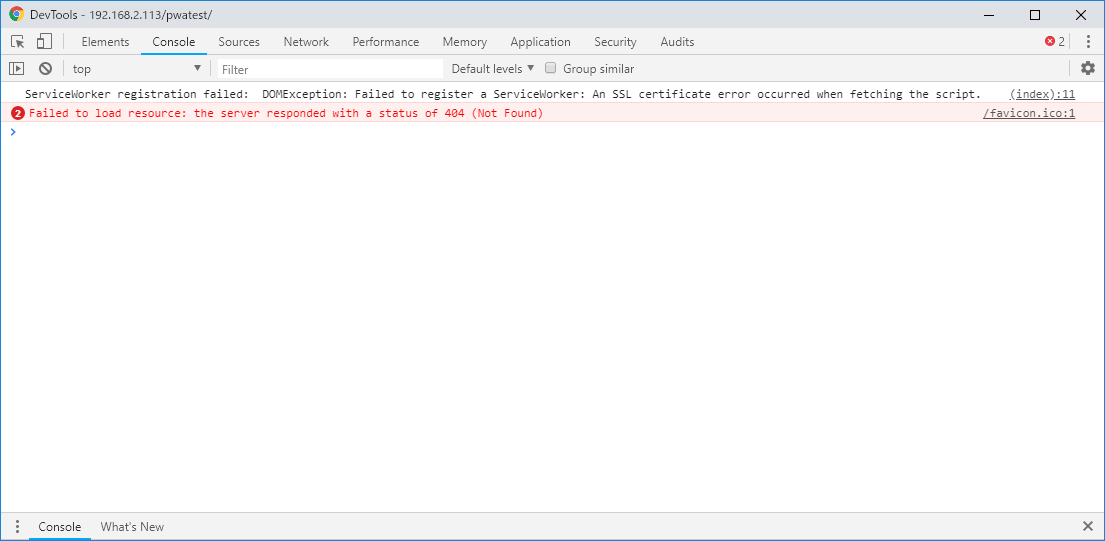 DevTools - 192.168.2.113/pwatest/
Elements Console Sources Network Performance Memory Application Security Audits 2
top Filter Default levels Group similar
ServiceWorker registration failed: DOMException: Failed to register a ServiceWorker: An SSL certificate error occurred when fetching the script. (index):11
2 Failed to load resource: the server responded with a status of 404 (Not Found) /favicon.ico:1
Console What's New